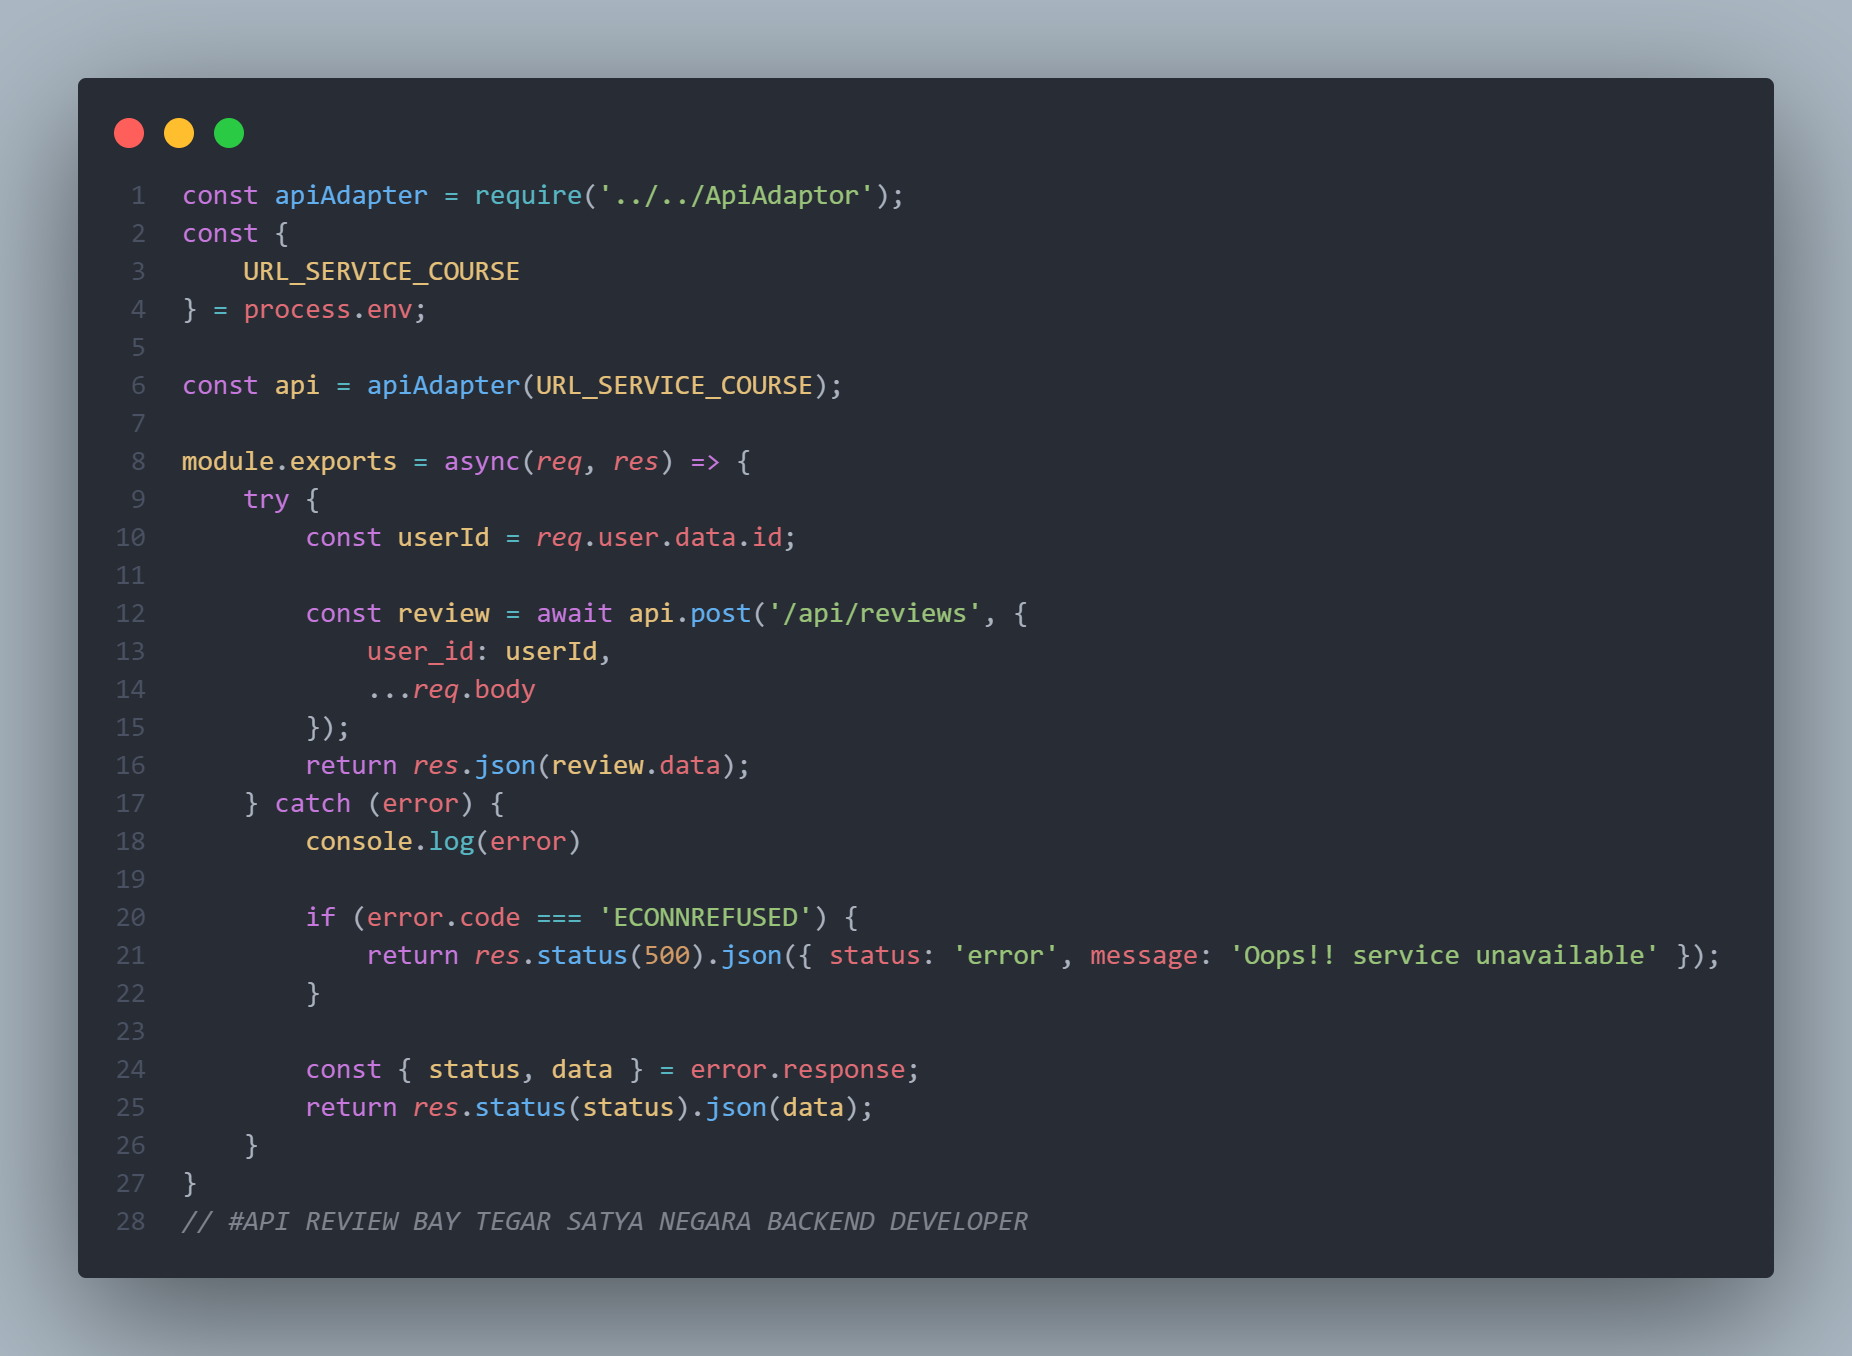 1 const apiAdapter = require('../../ApiAdaptor');
2 const {
3     URL_SERVICE_COURSE
4 } = process.env;
5
6 const api = apiAdapter(URL_SERVICE_COURSE);
7
8 module.exports = async(req, res) => {
9     try {
10         const userId = req.user.data.id;
11
12         const review = await api.post('/api/reviews', {
13             user_id: userId,
14             ...req.body
15         });
16         return res.json(review.data);
17     } catch (error) {
18         console.log(error)
19
20         if (error.code === 'ECONNREFUSED') {
21             return res.status(500).json({ status: 'error', message: 'Oops!! service unavailable' });
22         }
23
24         const { status, data } = error.response;
25         return res.status(status).json(data);
26     }
27 }
28 // #API REVIEW BAY TEGAR SATYA NEGARA BACKEND DEVELOPER